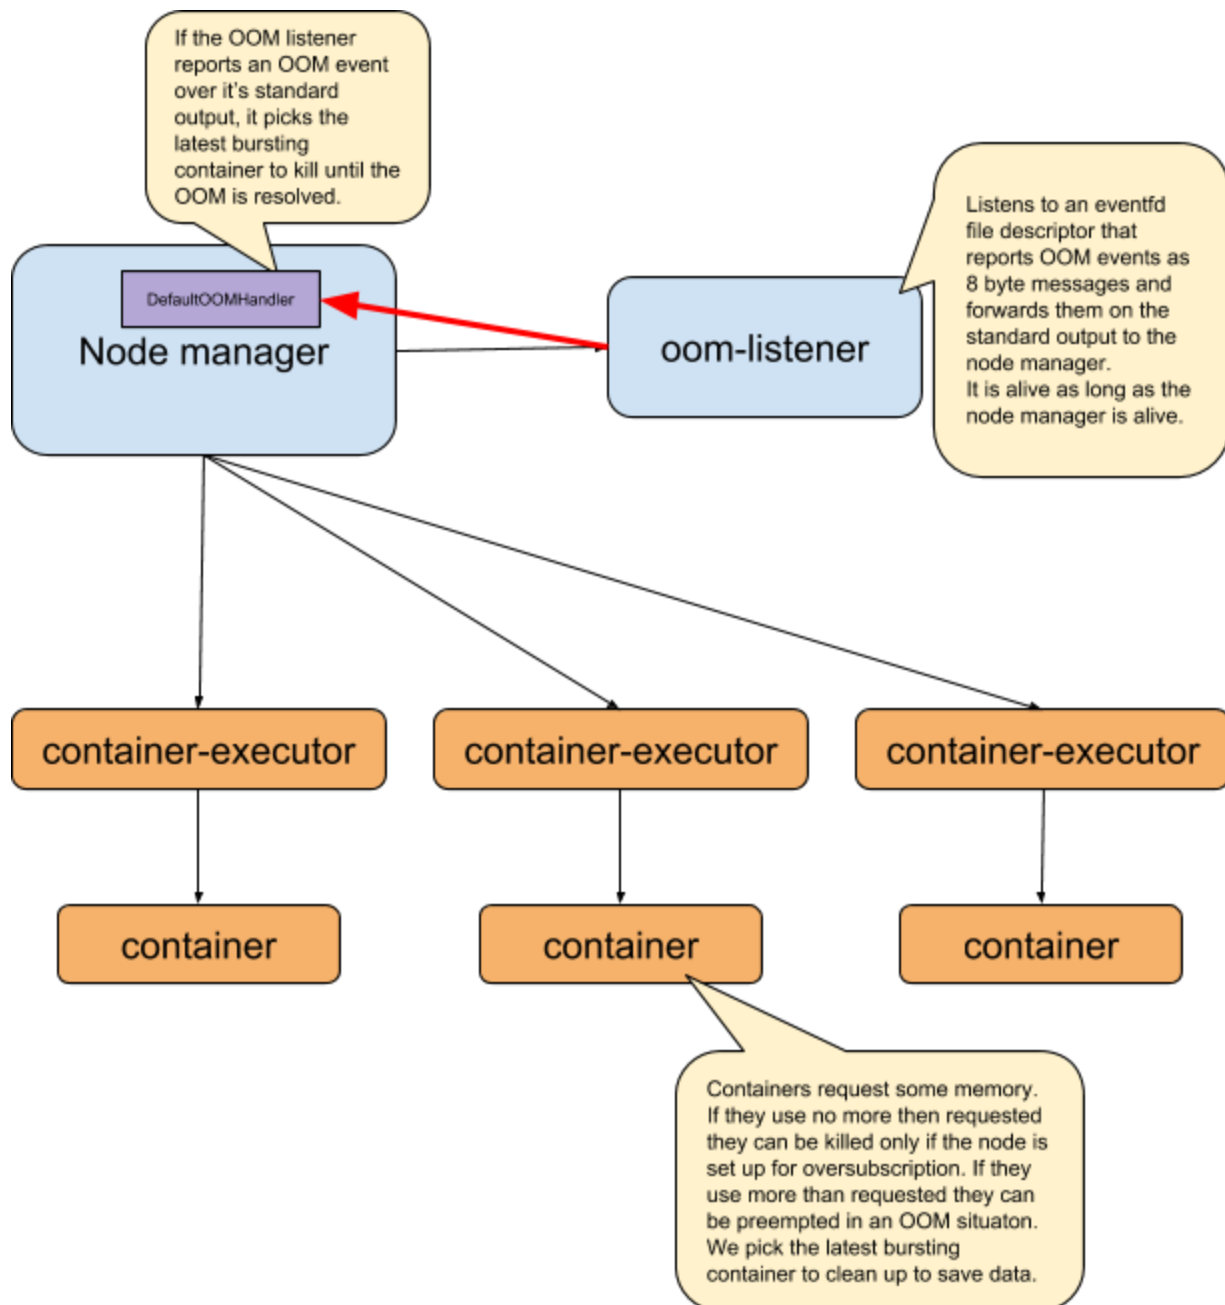 If the OOM listener
reports an OOM event
over it's standard
output, it picks the
latest bursting
container to kill until the
OOM is resolved.
Listens to an eventfd
file descriptor that
reports OOM events as
8 byte messages and
forwards them on the
standard output to the
node manager.
It is alive as long as the
node manager is alive.
DefaultOOMHandler
Node manager
oom-listener
container-executor
container-executor
container-executor
container
container
container
Containers request some memory.
If they use no more then requested
they can be killed only if the node is
set up for oversubscription. If they
use more than requested they can
be preempted in an OOM situaton.
We pick the latest bursting
container to clean up to save data.